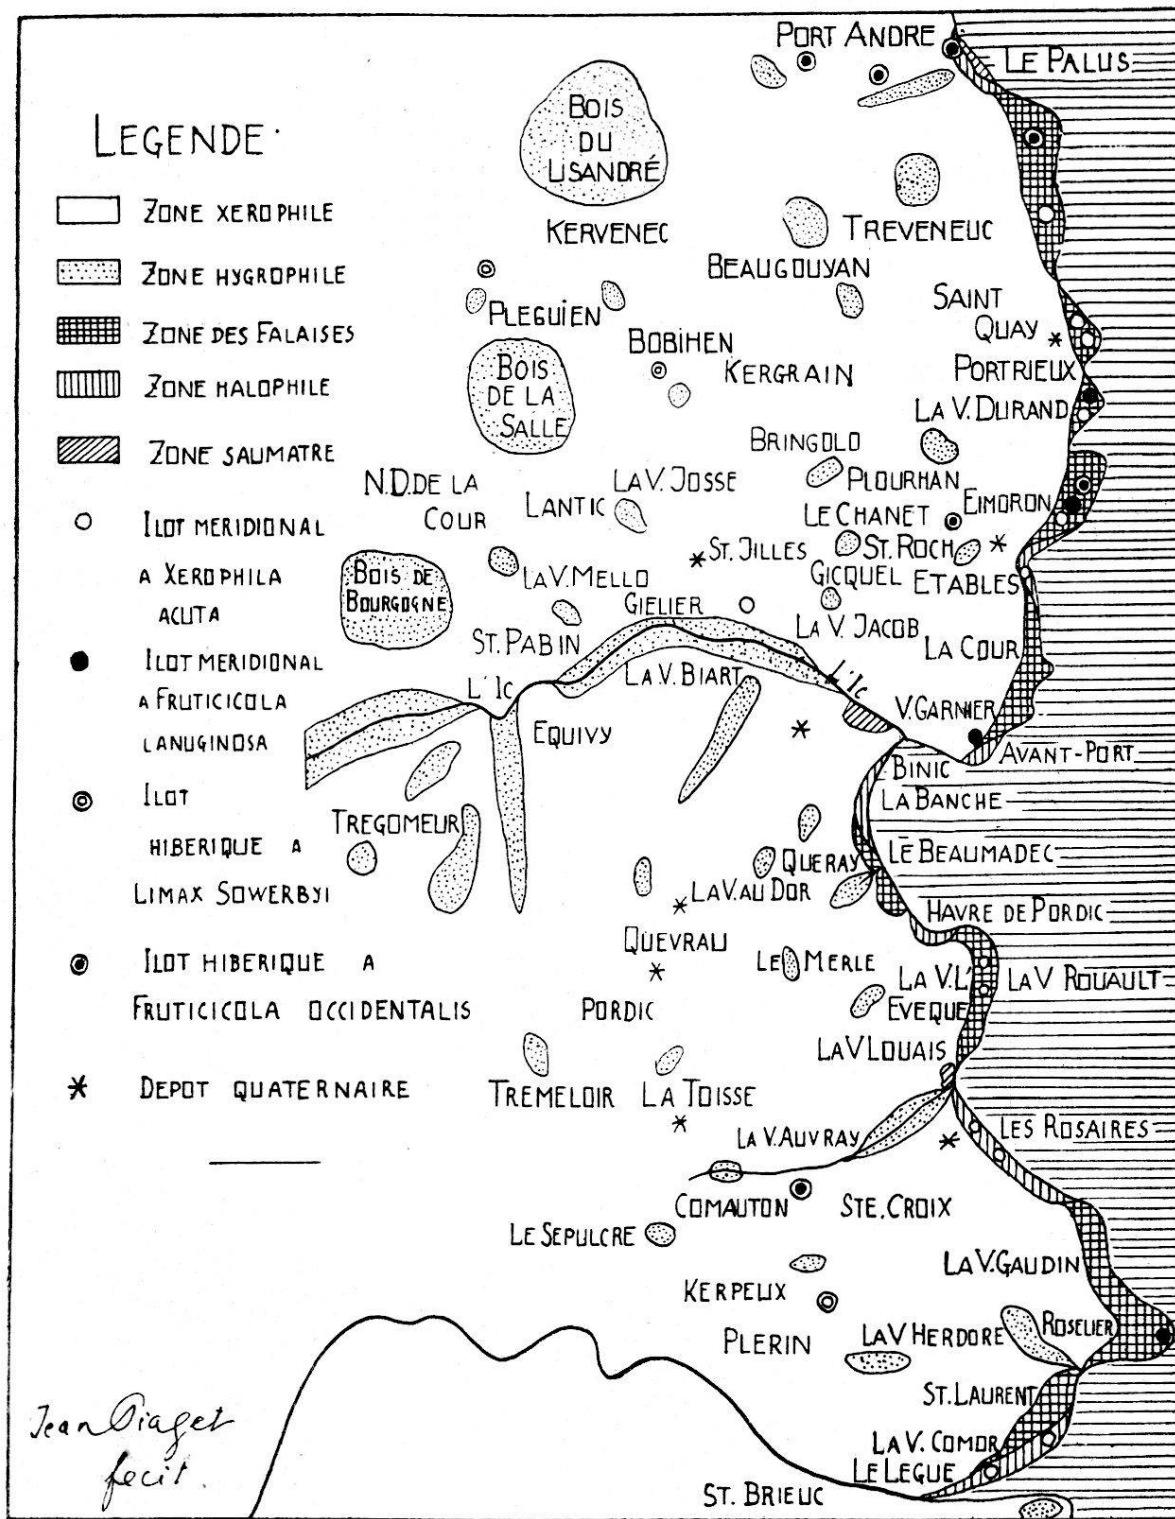 LEGENDE
ZONE XEROPHILE
ZONE HYGROPHILE
ZONE DES FALAISES
ZONE HALOPHILE
ZONE SAUMATRE
ILOT MERIDIONAL
A XEROPHILA
ACUTA
ILOT MERIDIONAL
A FRUTICICOLA
LANUGINOSA
ILOT
HIBERIQUE A
LIMAX SOWERBYI
ILOT HIBERIQUE A
FRUTICICOLA OCCIDENTALIS
DEPOT QUATERNAIRE
Jean Piaget
fecit.
PORT ANDRE
LE PALUS
BOIS
DU
LISANDRÉ
KERVENEC
TREVENEUC
BEAUGOUYAN
PLEGUIEN
SAINT
QUAY
BOBIHEN
KERGRAIN
PORTRIEUX
BOIS
DE LA
SALLE
LA V. DURAND
BRINGOLO
N.D. DE LA
COUR
LANTIC
LA V. JOSSE
PLOURHAN
LE CHANET
EIMORON
ST. JILLES
ST. ROCH
BOIS DE
BOURGOGNE
LA V. MELLO
GICQUEL
ETABLES
GIELIER
ST. PABIN
LA V. JACOB
LA COUR
L'IC
LA V. BIART
L'IC
EQUIVY
V. GARNIER
AVANT-PORT
BINIC
LA BANCHE
TREGOMEUR
LE BEAUMADEC
QUERAY
LA V. AU DOR
HAVRE DE PORDIC
QUEVRAU
LE MERLE
LA V. L'
EVEQUE
LA V ROUAULT
PORDIC
LA V LOUAIS
TREMELOIR
LA TOISSE
LA V. AUVRAY
LES ROSAIRES
COMAUTON
STE. CROIX
LE SEPULCRE
LA V. GAUDIN
KERPEUX
PLERIN
LA V HERDORE
ROSELIER
ST. LAURENT
LA V. COMOR
LE LEGUE
ST. BRIEUC